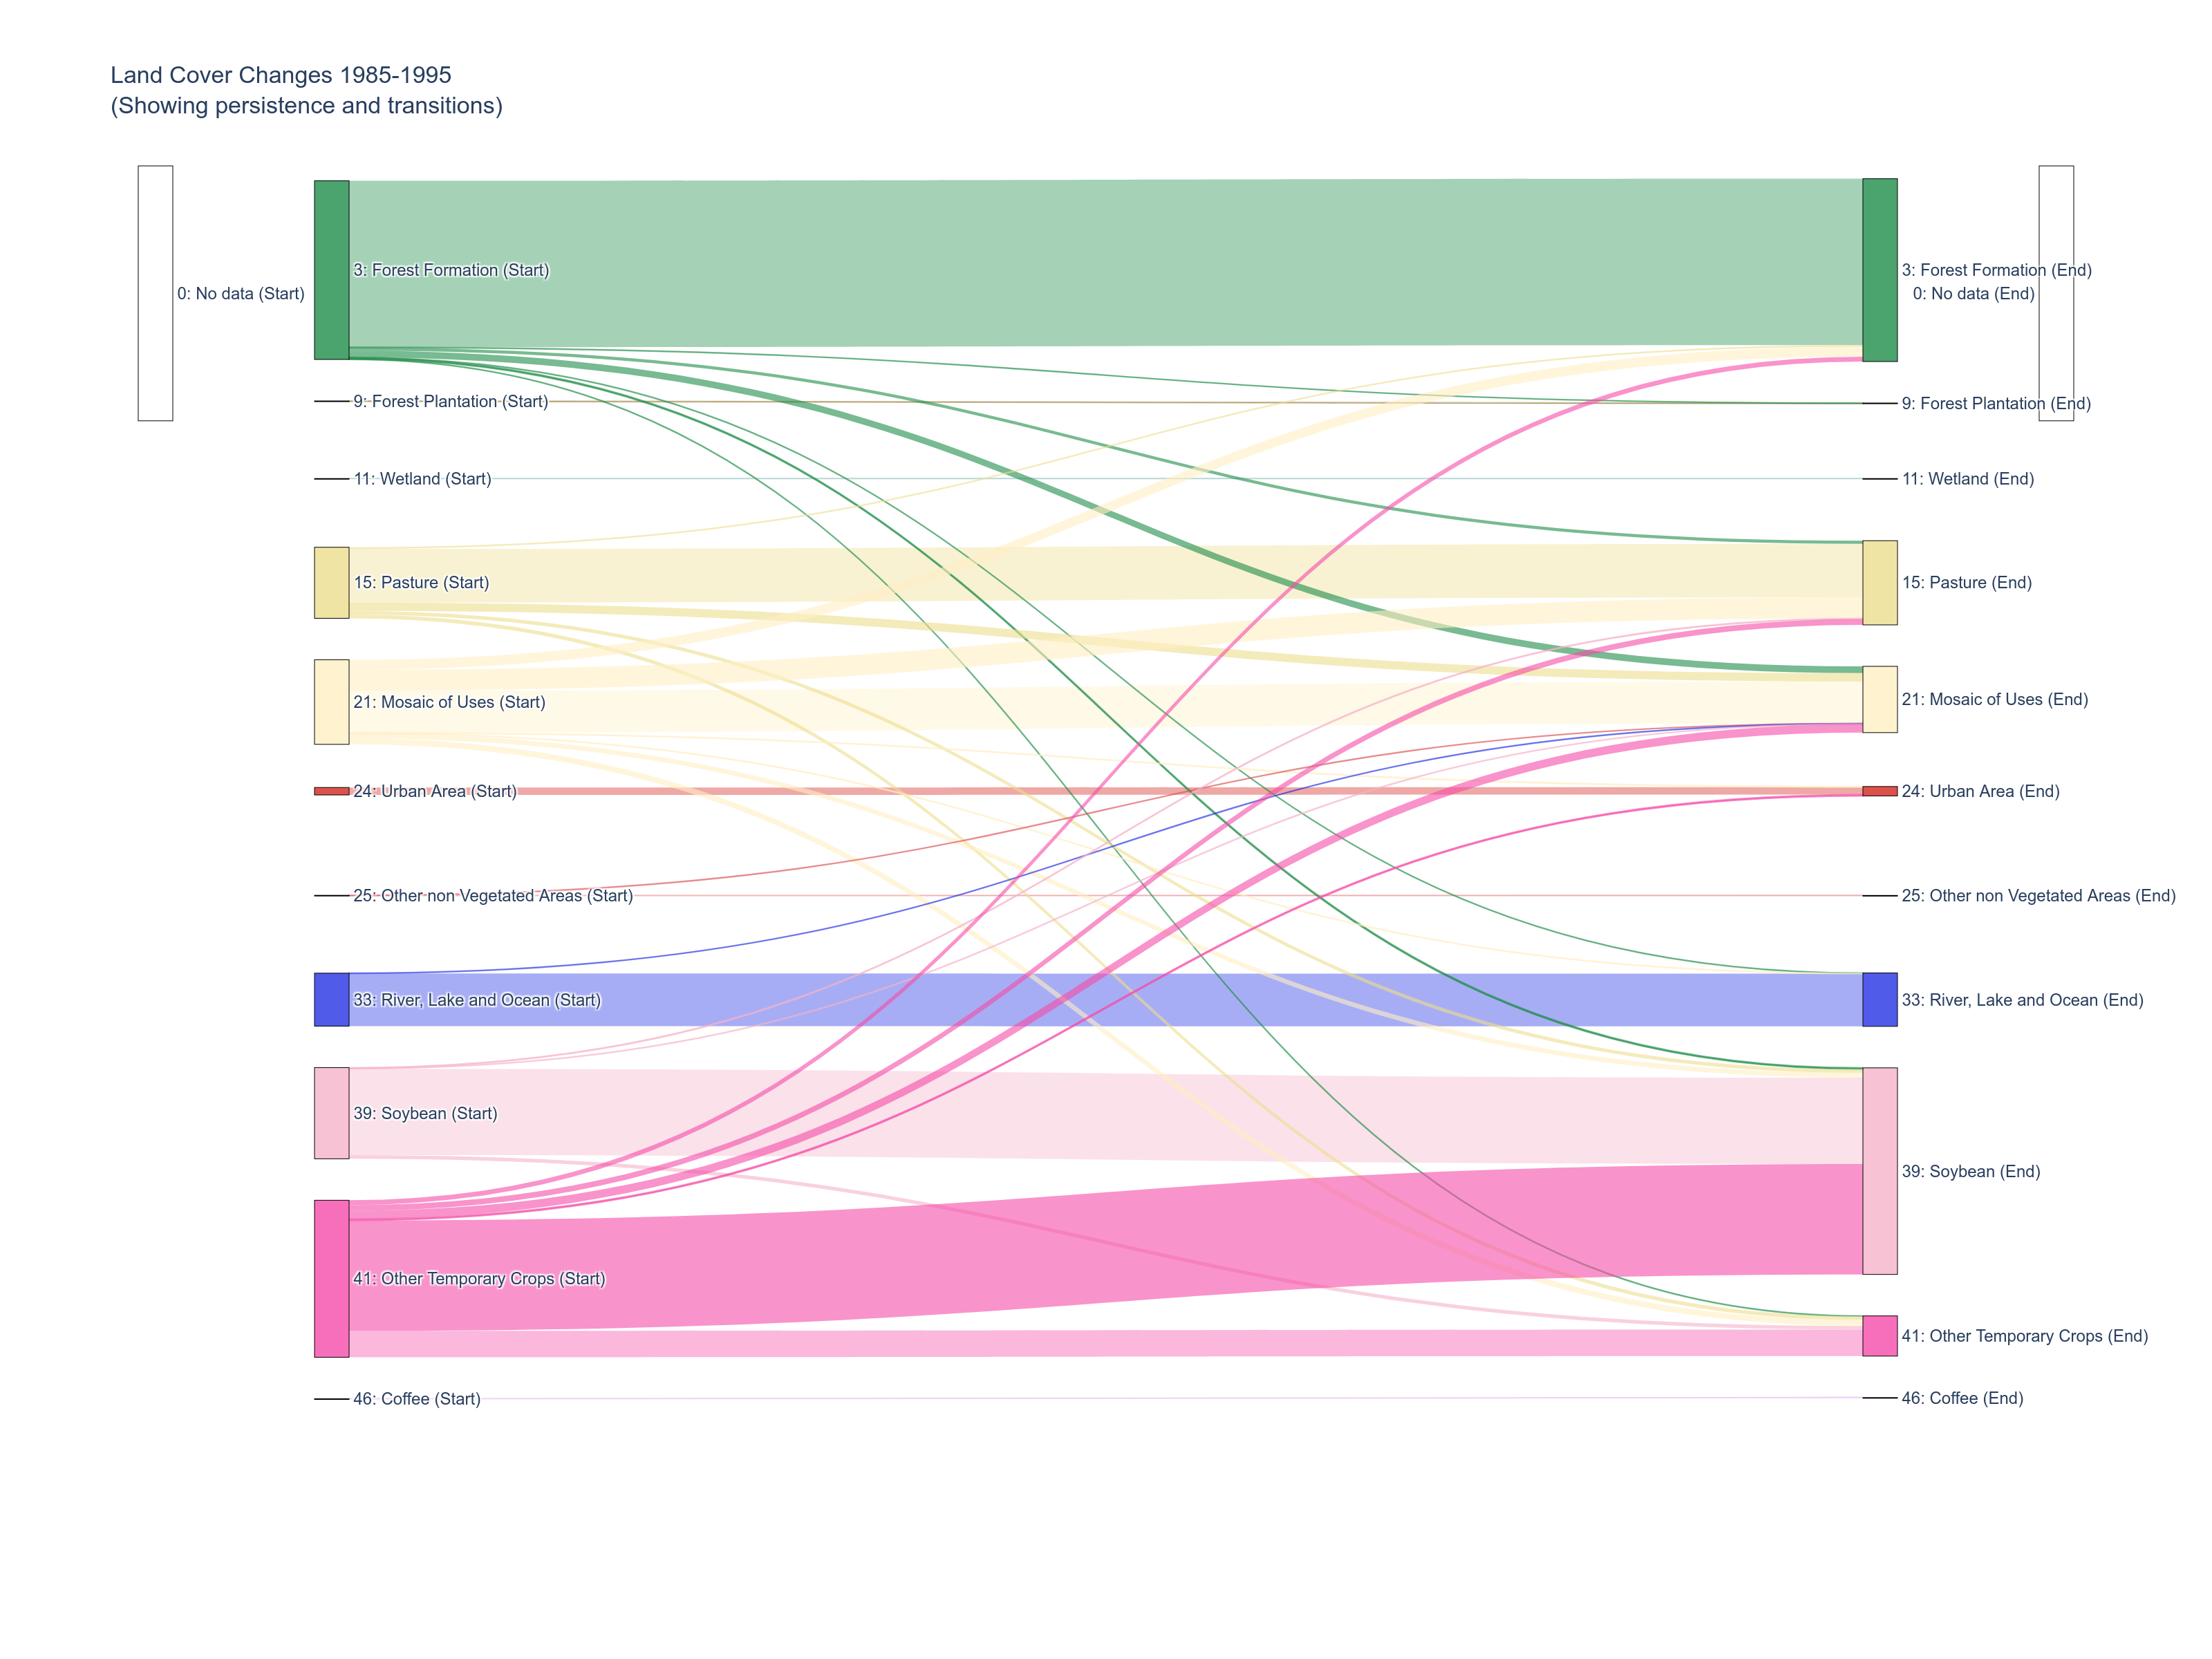 Land Cover Changes 1985-1995
(Showing persistence and transitions)
3: Forest Formation (Start)
3: Forest Formation (End)
0: No data (Start)
0: No data (End)
9: Forest Plantation (Start)
9: Forest Plantation (End)
11: Wetland (Start)
11: Wetland (End)
15: Pasture (Start)
15: Pasture (End)
21: Mosaic of Uses (Start)
21: Mosaic of Uses (End)
24: Urban Area (Start)
24: Urban Area (End)
25: Other non Vegetated Areas (Start)
25: Other non Vegetated Areas (End)
33: River, Lake and Ocean (Start)
33: River, Lake and Ocean (End)
39: Soybean (Start)
39: Soybean (End)
41: Other Temporary Crops (Start)
41: Other Temporary Crops (End)
46: Coffee (Start)
46: Coffee (End)